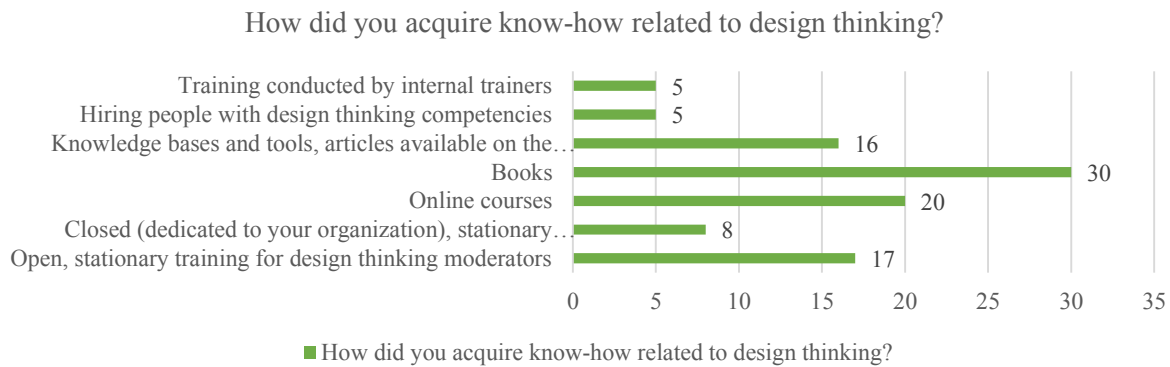 How did you acquire know-how related to design thinking?
Training conducted by internal trainers 5
Hiring people with design thinking competencies 5
Knowledge bases and tools, articles available on the… 16
Books 30
Online courses 20
Closed (dedicated to your organization), stationary… 8
Open, stationary training for design thinking moderators 17
0 5 10 15 20 25 30 35
How did you acquire know-how related to design thinking?